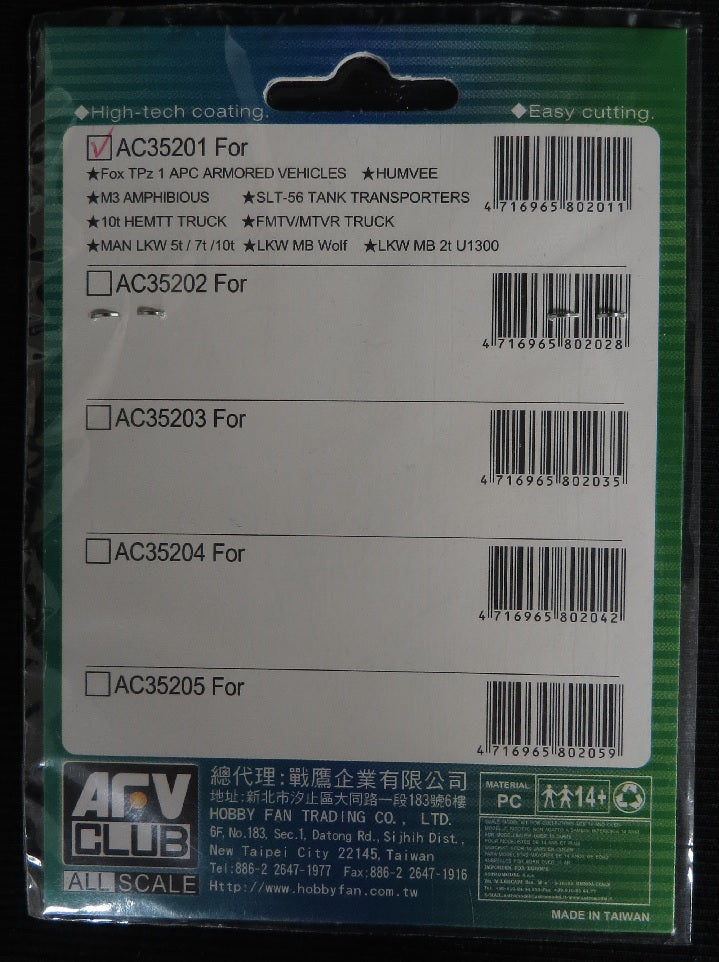 ◆High-tech coating. ◆Easy cutting.
AC35201 For
★Fox TPz 1 APC ARMORED VEHICLES ★HUMVEE
★M3 AMPHIBIOUS ★SLT-56 TANK TRANSPORTERS
★10t HEMTT TRUCK ★FMTV/MTVR TRUCK
★MAN LKW 5t / 7t /10t ★LKW MB Wolf ★LKW MB 2t U1300
4 716965 802011
AC35202 For
4 716965 802028
AC35203 For
4 716965 802035
AC35204 For
4 716965 802042
AC35205 For
4 716965 802059
AFV CLUB
ALL SCALE
總代理:戰鷹企業有限公司
地址:新北市汐止區大同路一段183號6樓
HOBBY FAN TRADING CO., LTD.
6F, No.183, Sec.1, Datong Rd., Sijhih Dist.,
New Taipei City 22145, Taiwan
Tel:886-2 2647-1977 Fax:886-2 2647-1916
Http://www.hobbyfan.com.tw
MATERIAL
PC
14+
MADE IN TAIWAN